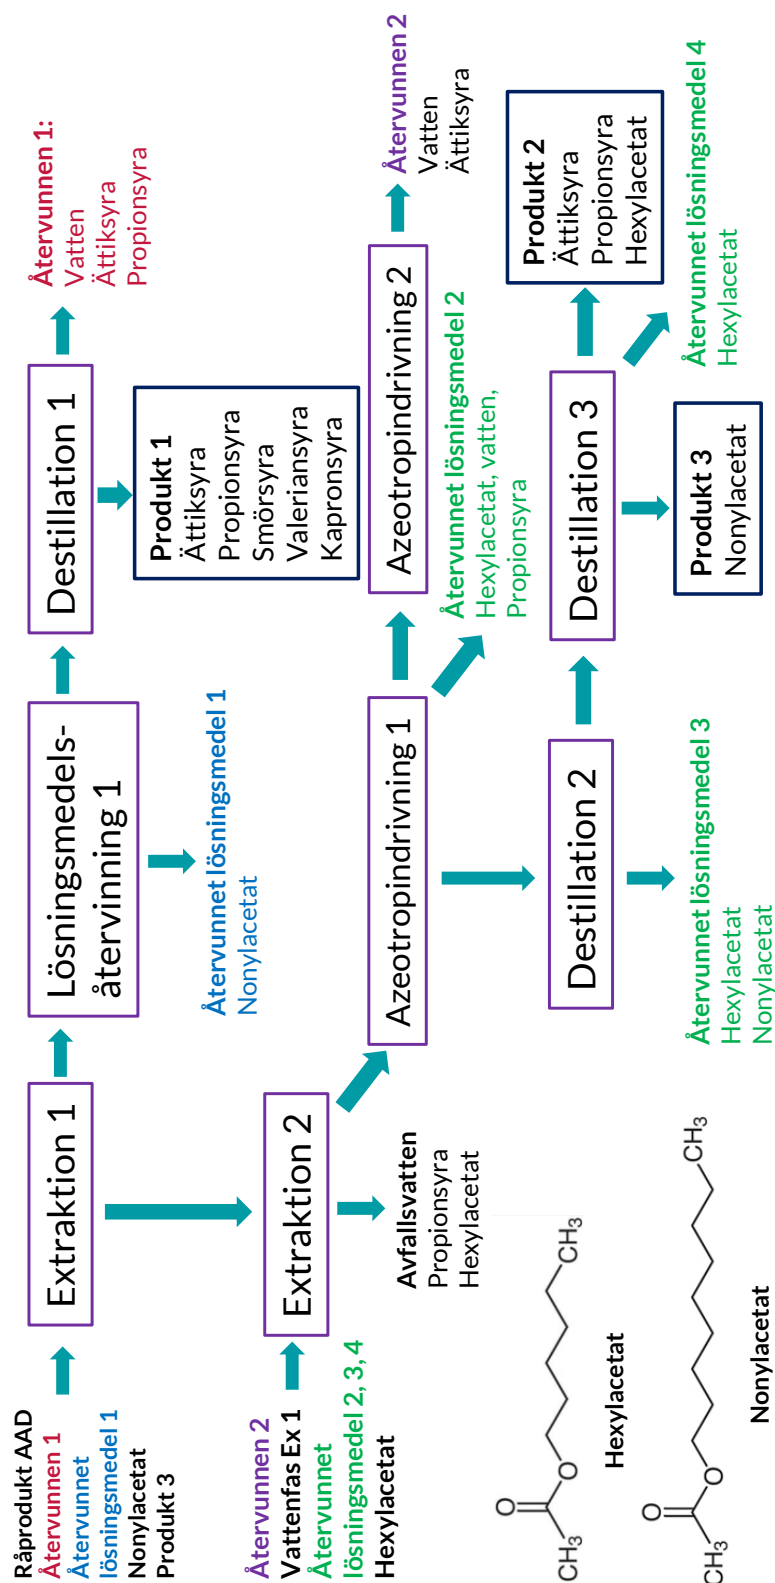 Råprodukt AAD
Återvunnen 1
Återvunnet
lösningsmedel 1
Nonylacetat
Produkt 3
Extraktion 1
Lösningsmedels-
återvinning 1
Återvunnet lösningsmedel 1
Nonylacetat
Destillation 1
Återvunnen 1:
Vatten
Ättiksyra
Propionsyra
Produkt 1
Ättiksyra
Propionsyra
Smörsyra
Valeriansyra
Kapronsyra
Återvunnen 2
Vattenfas Ex 1
Återvunnet
lösningsmedel 2, 3, 4
Hexylacetat
Extraktion 2
Avfallsvatten
Propionsyra
Hexylacetat
Azeotropindrivning 1
Återvunnet lösningsmedel 2
Hexylacetat, vatten,
Propionsyra
Azeotropindrivning 2
Återvunnen 2
Vatten
Ättiksyra
Destillation 2
Återvunnet lösningsmedel 3
Hexylacetat
Nonylacetat
Destillation 3
Produkt 3
Nonylacetat
Produkt 2
Ättiksyra
Propionsyra
Hexylacetat
Återvunnet lösningsmedel 4
Hexylacetat
O
CH3
O
CH3
Hexylacetat
O
CH3
O
CH3
Nonylacetat